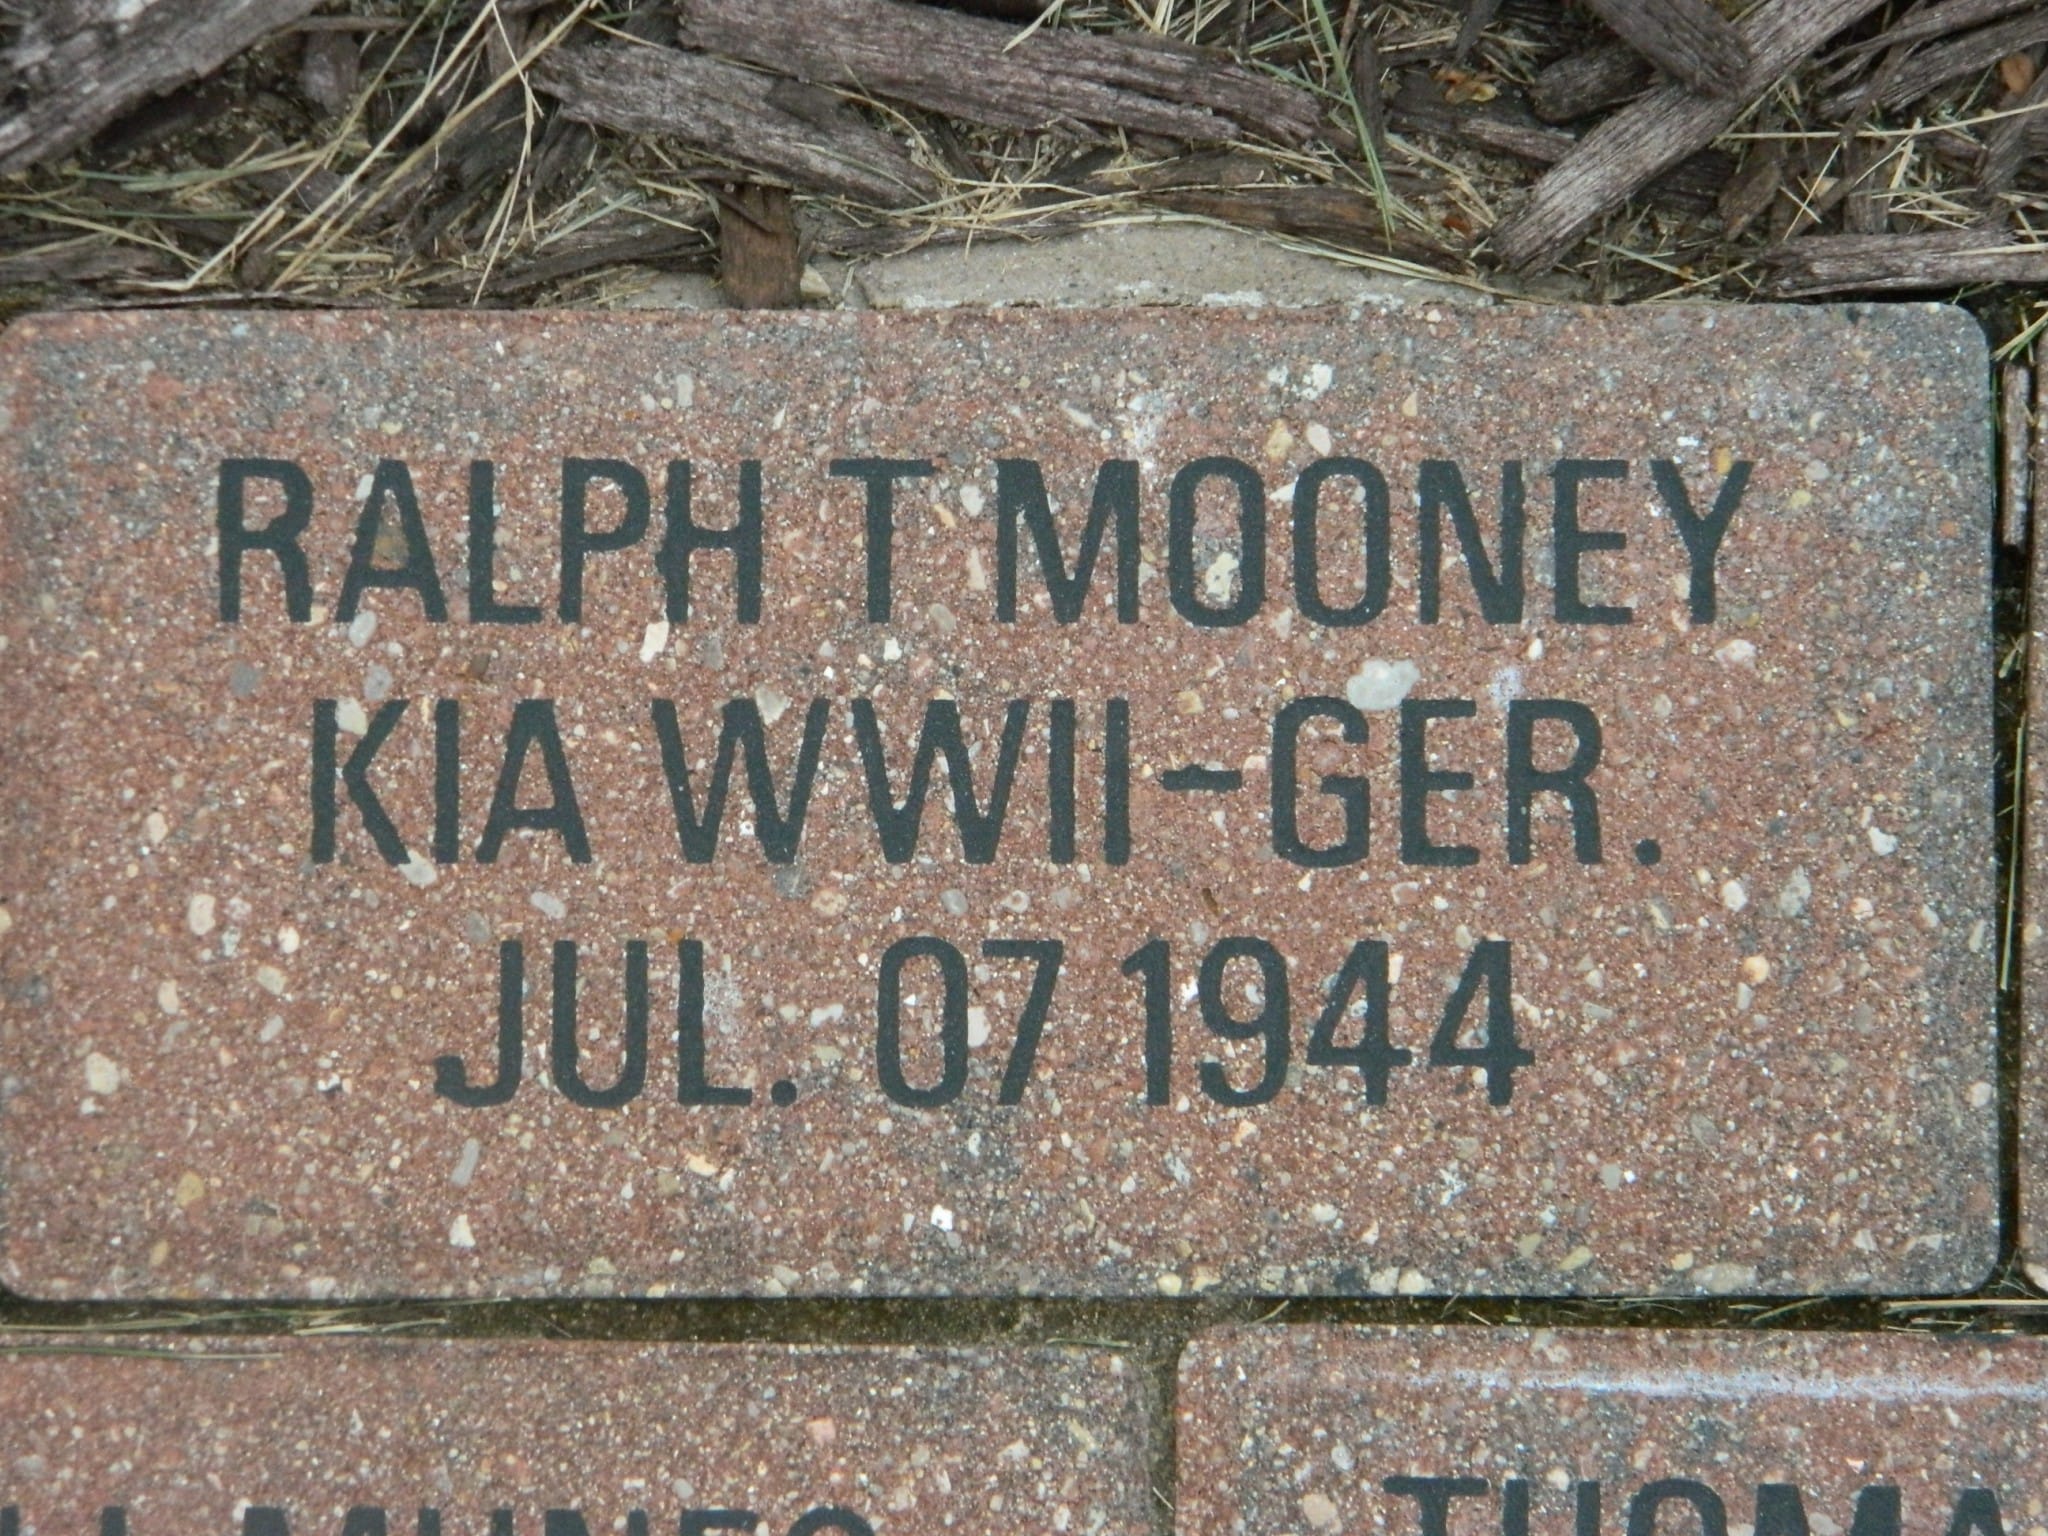 RALPH T MOONEY
KIA WWII-GER.
JUL. 07 1944